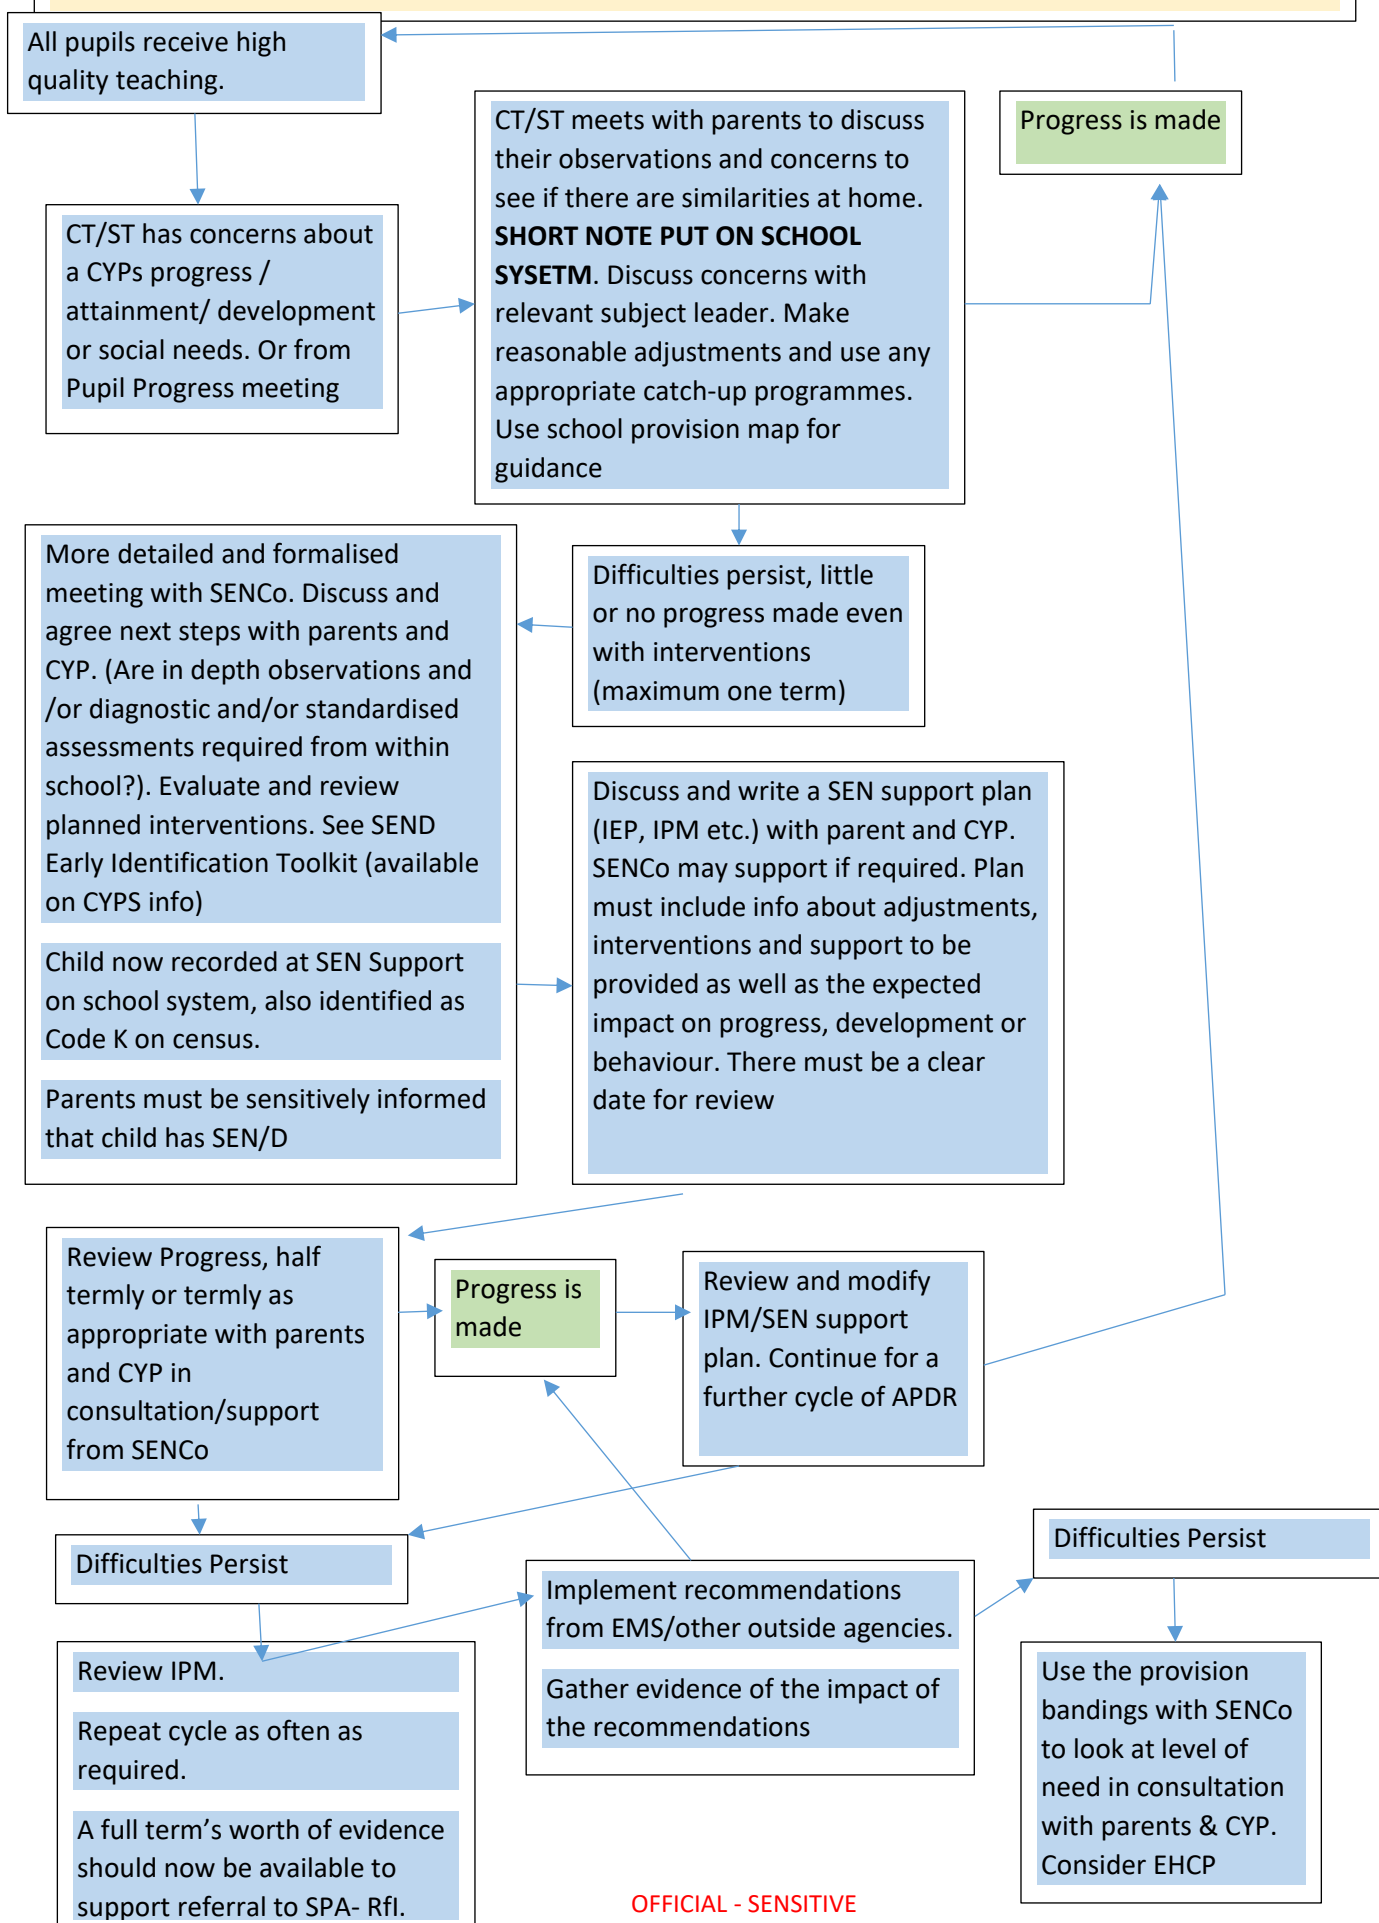 All pupils receive high
quality teaching.
CT/ST has concerns about
a CYPs progress /
attainment/ development
or social needs. Or from
Pupil Progress meeting
CT/ST meets with parents to discuss
their observations and concerns to
see if there are similarities at home.
SHORT NOTE PUT ON SCHOOL
SYSETM. Discuss concerns with
relevant subject leader. Make
reasonable adjustments and use any
appropriate catch-up programmes.
Use school provision map for
guidance
Progress is made
Difficulties persist, little
or no progress made even
with interventions
(maximum one term)
More detailed and formalised
meeting with SENCo. Discuss and
agree next steps with parents and
CYP. (Are in depth observations and
/or diagnostic and/or standardised
assessments required from within
school?). Evaluate and review
planned interventions. See SEND
Early Identification Toolkit (available
on CYPS info)
Child now recorded at SEN Support
on school system, also identified as
Code K on census.
Parents must be sensitively informed
that child has SEN/D
Discuss and write a SEN support plan
(IEP, IPM etc.) with parent and CYP.
SENCo may support if required. Plan
must include info about adjustments,
interventions and support to be
provided as well as the expected
impact on progress, development or
behaviour. There must be a clear
date for review
Review Progress, half
termly or termly as
appropriate with parents
and CYP in
consultation/support
from SENCo
Progress is
made
Review and modify
IPM/SEN support
plan. Continue for a
further cycle of APDR
Difficulties Persist
Review IPM.
Repeat cycle as often as
required.
A full term's worth of evidence
should now be available to
support referral to SPA- RfI.
Implement recommendations
from EMS/other outside agencies.
Gather evidence of the impact of
the recommendations
Difficulties Persist
Use the provision
bandings with SENCo
to look at level of
need in consultation
with parents & CYP.
Consider EHCP
OFFICIAL - SENSITIVE